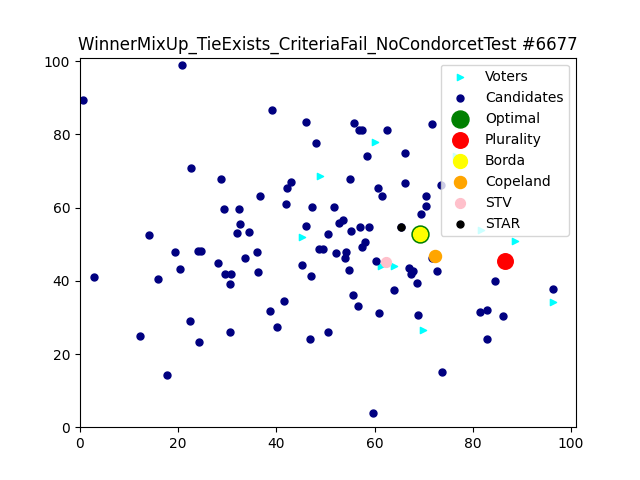 WinnerMixUp_TieExists_CriteriaFail_NoCondorcetTest #6677
100
80
60
40
20
0
0 20 40 60 80 100
Voters
Candidates
Optimal
Plurality
Borda
Copeland
STV
STAR